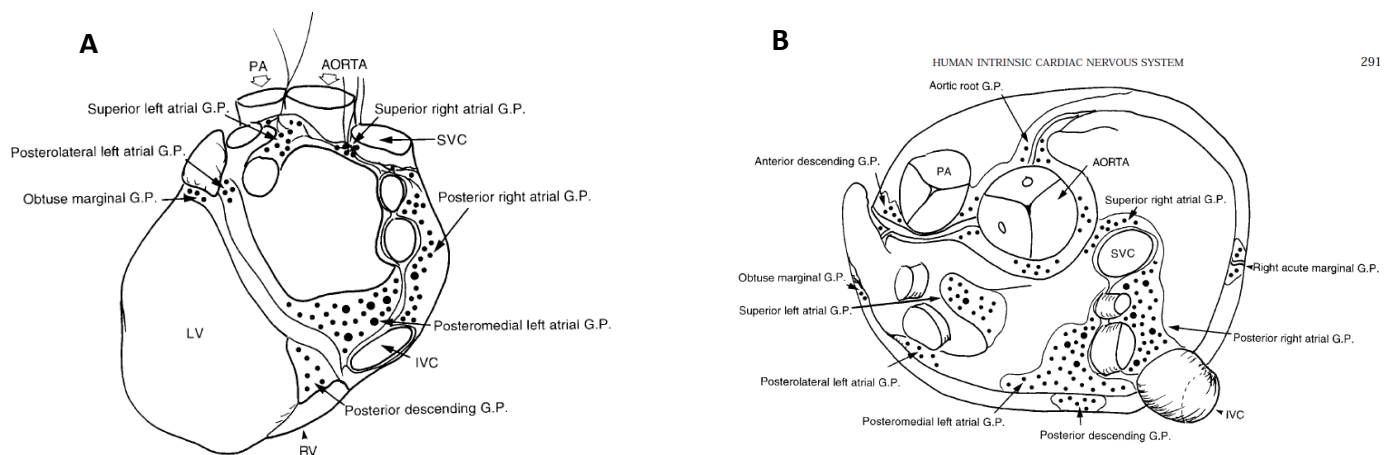 A
PA
AORTA
Superior left atrial G.P.
Superior right atrial G.P.
SVC
Posterolateral left atrial G.P.
Obtuse marginal G.P.
Posterior right atrial G.P.
LV
Posteromedial left atrial G.P.
IVC
Posterior descending G.P.
RV
B
HUMAN INTRINSIC CARDIAC NERVOUS SYSTEM
291
Aortic root G.P.
Anterior descending G.P.
PA
AORTA
Superior right atrial G.P.
SVC
Obtuse marginal G.P.
Right acute marginal G.P.
Superior left atrial G.P.
Posterior right atrial G.P.
Posterolateral left atrial G.P.
Posteromedial left atrial G.P.
IVC
Posterior descending G.P.